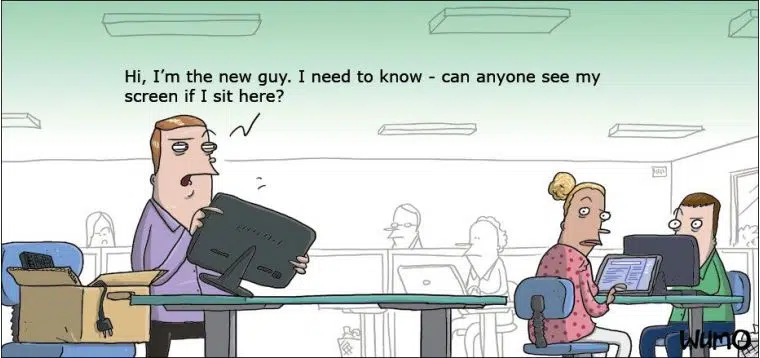 Hi, I'm the new guy. I need to know - can anyone see my
screen if I sit here?
WUMO